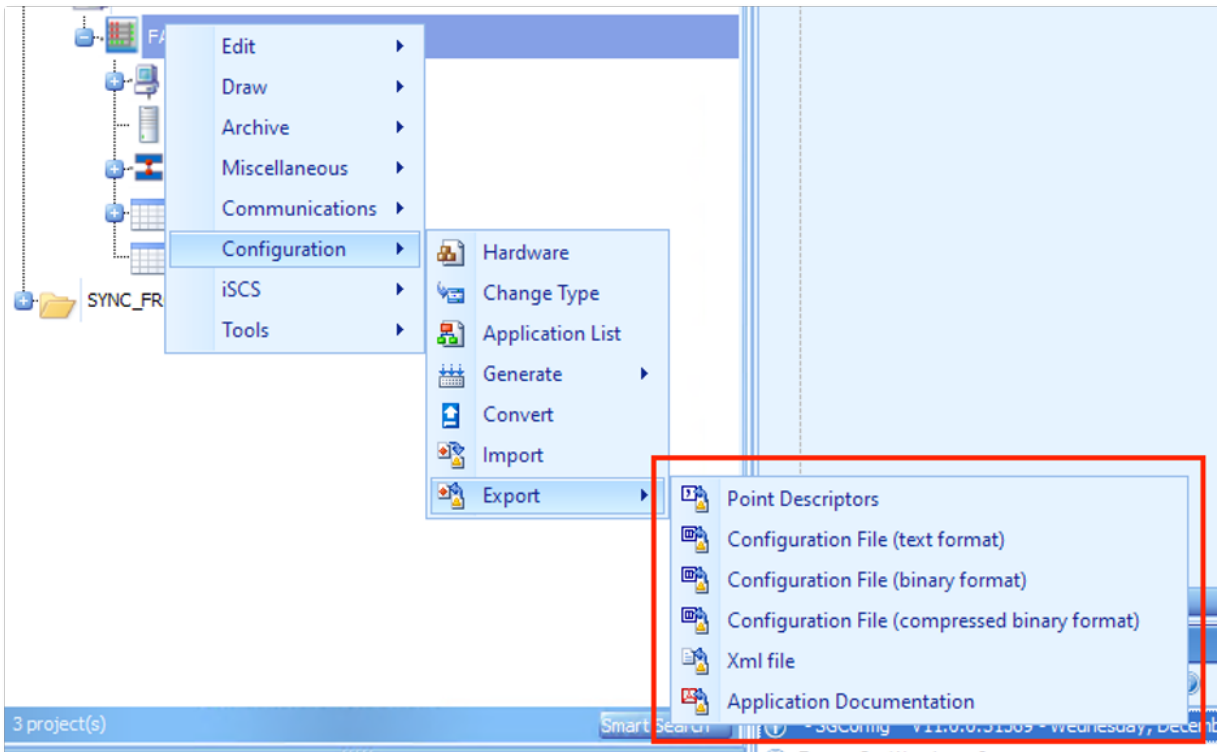 FA
Edit
Draw
Archive
Miscellaneous
Communications
Configuration
iSCS
Tools
SYNC_FR
Hardware
Change Type
Application List
Generate
Convert
Import
Export
Point Descriptors
Configuration File (text format)
Configuration File (binary format)
Configuration File (compressed binary format)
Xml file
Application Documentation
3 project(s)
Smart Search
- SGConfig